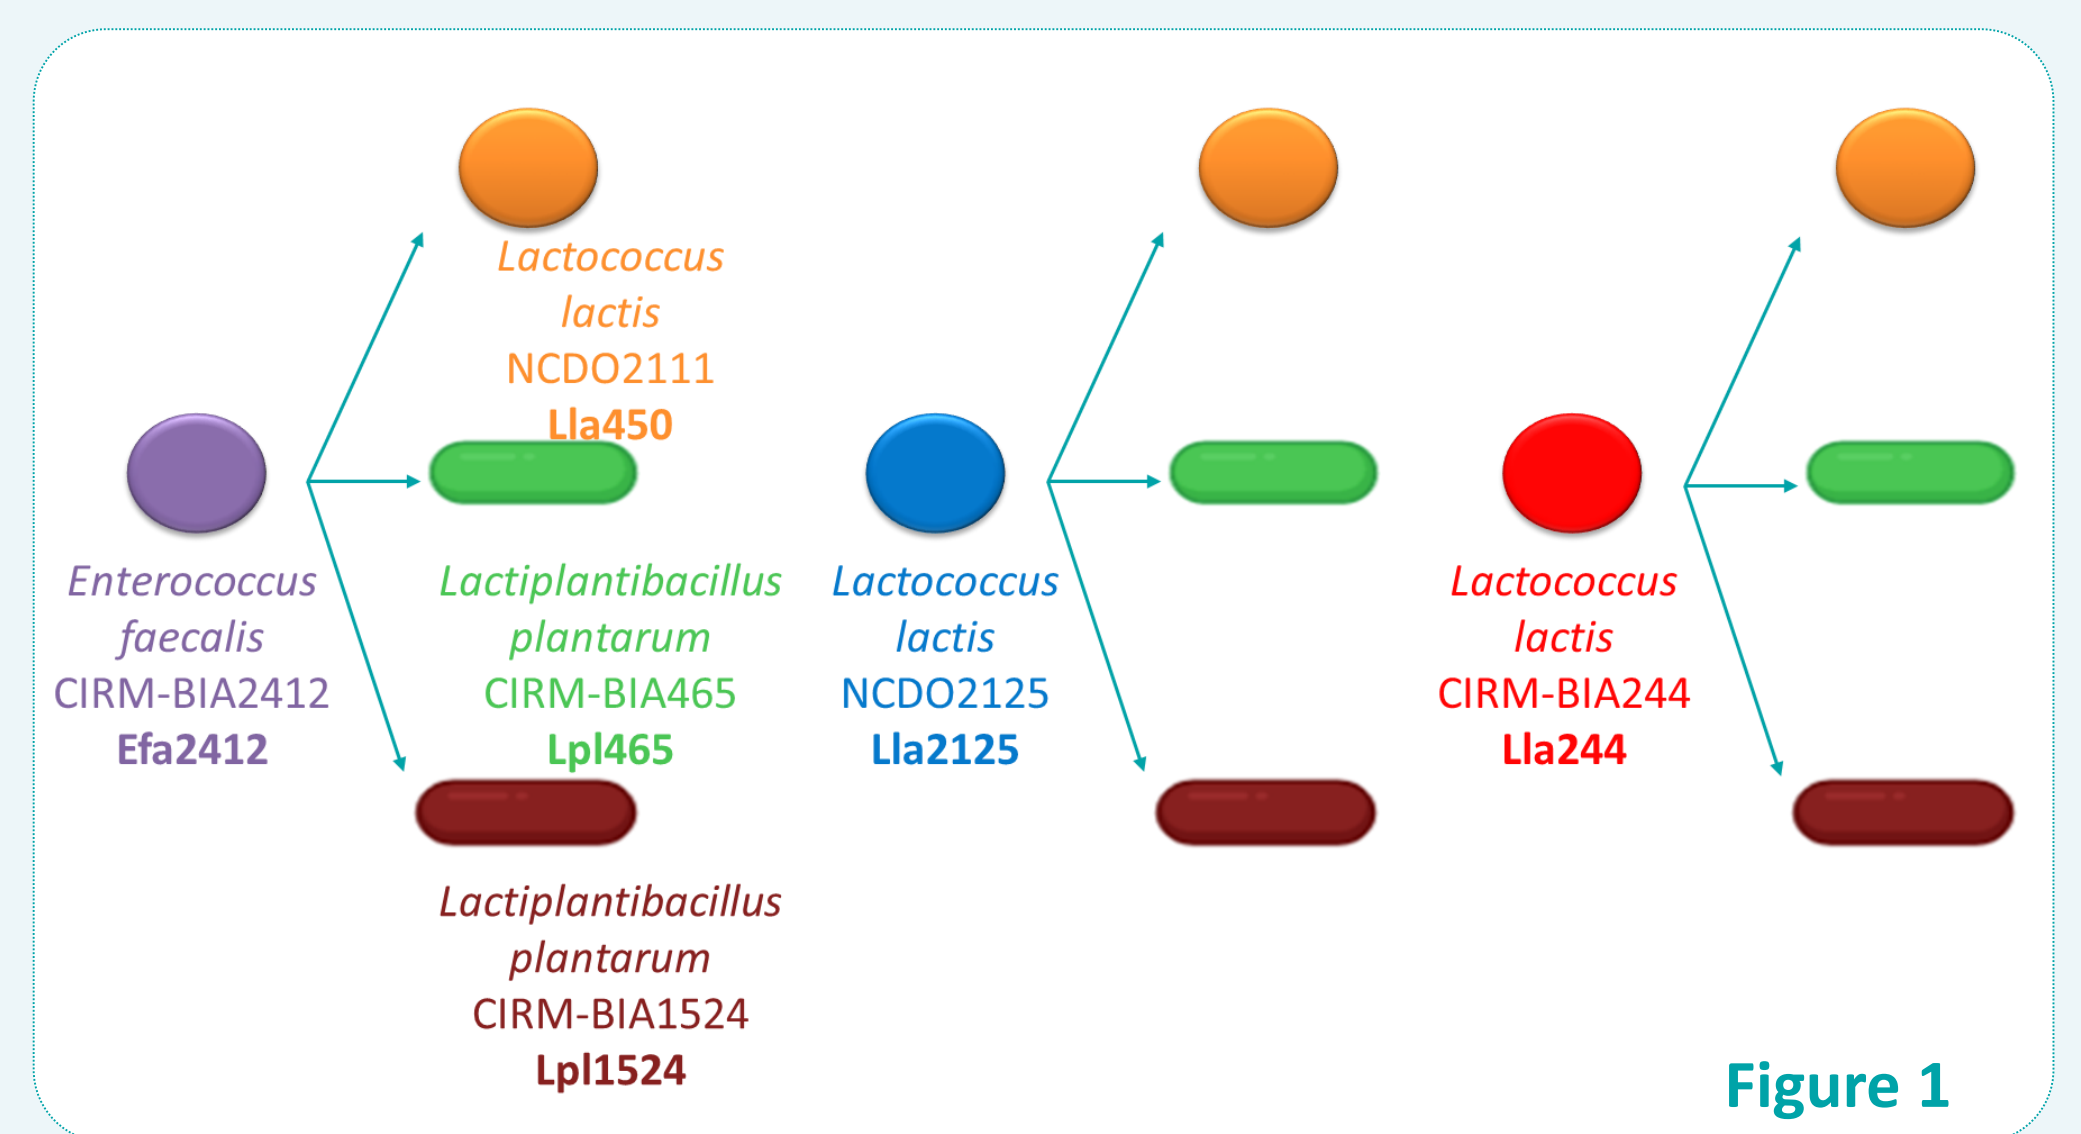 Lactococcus
lactis
NCDO2111
Lla450
Enterococcus
faecalis
CIRM-BIA2412
Efa2412
Lactiplantibacillus
plantarum
CIRM-BIA465
Lpl465
Lactococcus
lactis
NCDO2125
Lla2125
Lactococcus
lactis
CIRM-BIA244
Lla244
Lactiplantibacillus
plantarum
CIRM-BIA1524
Lpl1524
Figure 1